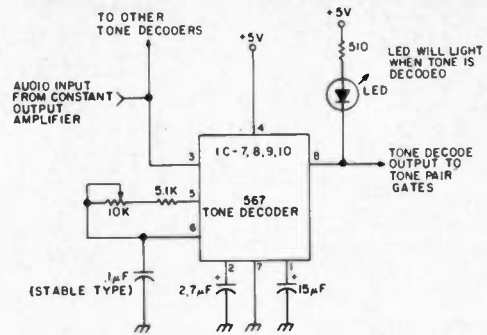 TO OTHER
TONE DECODERS
AUDIO INPUT
FROM CONSTANT
OUTPUT
AMPLIFIER
+5V
+5V
510
LED WILL LIGHT
WHEN TONE IS
DECODED
LED
4
3
IC-7, 8, 9, 10
8
TONE DECODE
OUTPUT TO
TONE PAIR
GATES
567
TONE DECODER
5
5.1K
10K
6
2
7
1
.1µF
(STABLE TYPE)
2.7µF
+
15µF
+